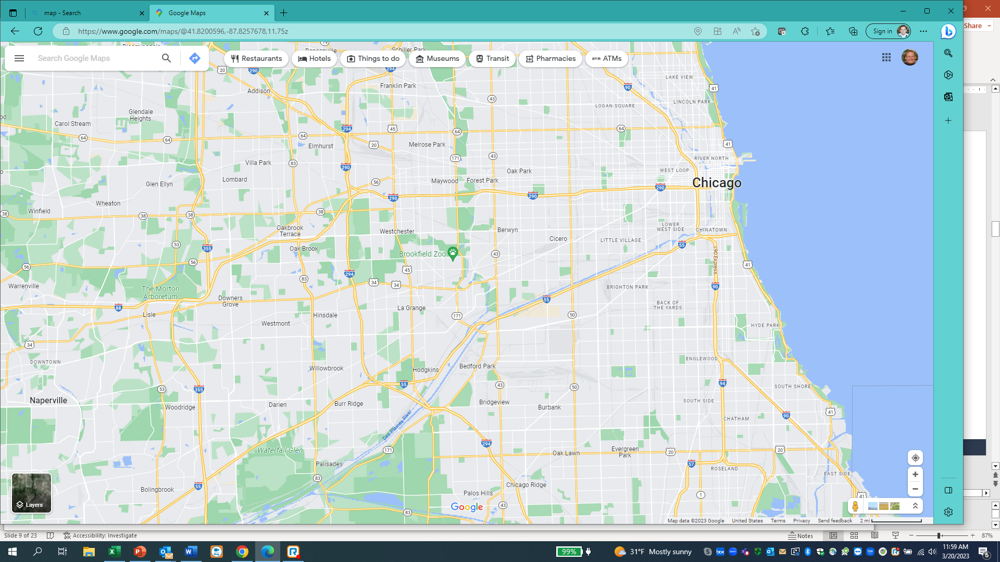 map - Search
Google Maps
https://www.google.com/maps/@41.8200596,-87.8257678,11.75z
Sign in
Share
Search Google Maps
Restaurants
Hotels
Things to do
Museums
Transit
Pharmacies
ATMs
Schiller Park
Franklin Park
Addison
LAKE VIEW
LINCOLN PARK
LOGAN SQUARE
Glendale
Heights
Carol Stream
Elmhurst
Melrose Park
Villa Park
RIVER NORTH
WEST LOOP
Oak Park
Lombard
Glen Ellyn
Maywood
Forest Park
Chicago
Wheaton
Winfield
Oakbrook
Terrace
Westchester
Berwyn
LOWER
WEST SIDE
CHINATOWN
Cicero
LITTLE VILLAGE
Oak Brook
Brookfield Zoo
I-90 Express
Warrenville
The Morton
Arboretum
Downers
Grove
BRIGHTON PARK
BACK OF
THE YARDS
La Grange
Lisle
Hinsdale
Westmont
HYDE PARK
DOWNTOWN
ENGLEWOOD
Willowbrook
Hodgkins
Bedford Park
SOUTH SHORE
Naperville
Woodridge
Darien
Burr Ridge
Bridgeview
Burbank
SOUTH SIDE
CHATHAM
Des Plaines River
Waterfall Glen
Palisades
Oak Lawn
Evergreen
Park
ROSELAND
EAST SIDE
Bolingbrook
Palos Hills
Chicago Ridge
Layers
Google
Map data ©2023 Google
United States
Terms
Privacy
Send feedback
2 mi
Slide 9 of 23
Accessibility: Investigate
Notes
87%
99%
31°F Mostly sunny
11:59 AM
3/20/2023
6